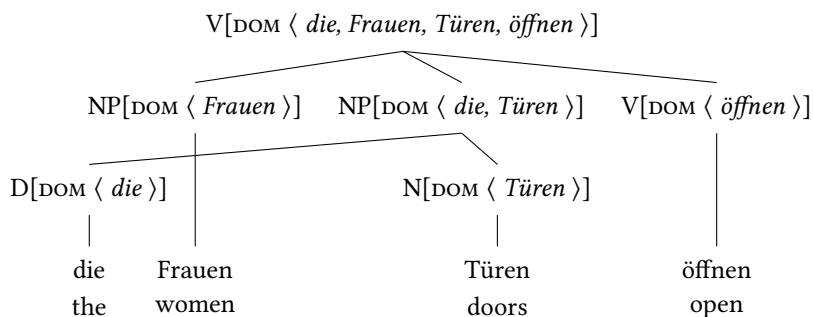 V[DOM ⟨ die, Frauen, Türen, öffnen ⟩]
NP[DOM ⟨ Frauen ⟩] NP[DOM ⟨ die, Türen ⟩] V[DOM ⟨ öffnen ⟩]
D[DOM ⟨ die ⟩] N[DOM ⟨ Türen ⟩]
die Frauen Türen öffnen
the women doors open